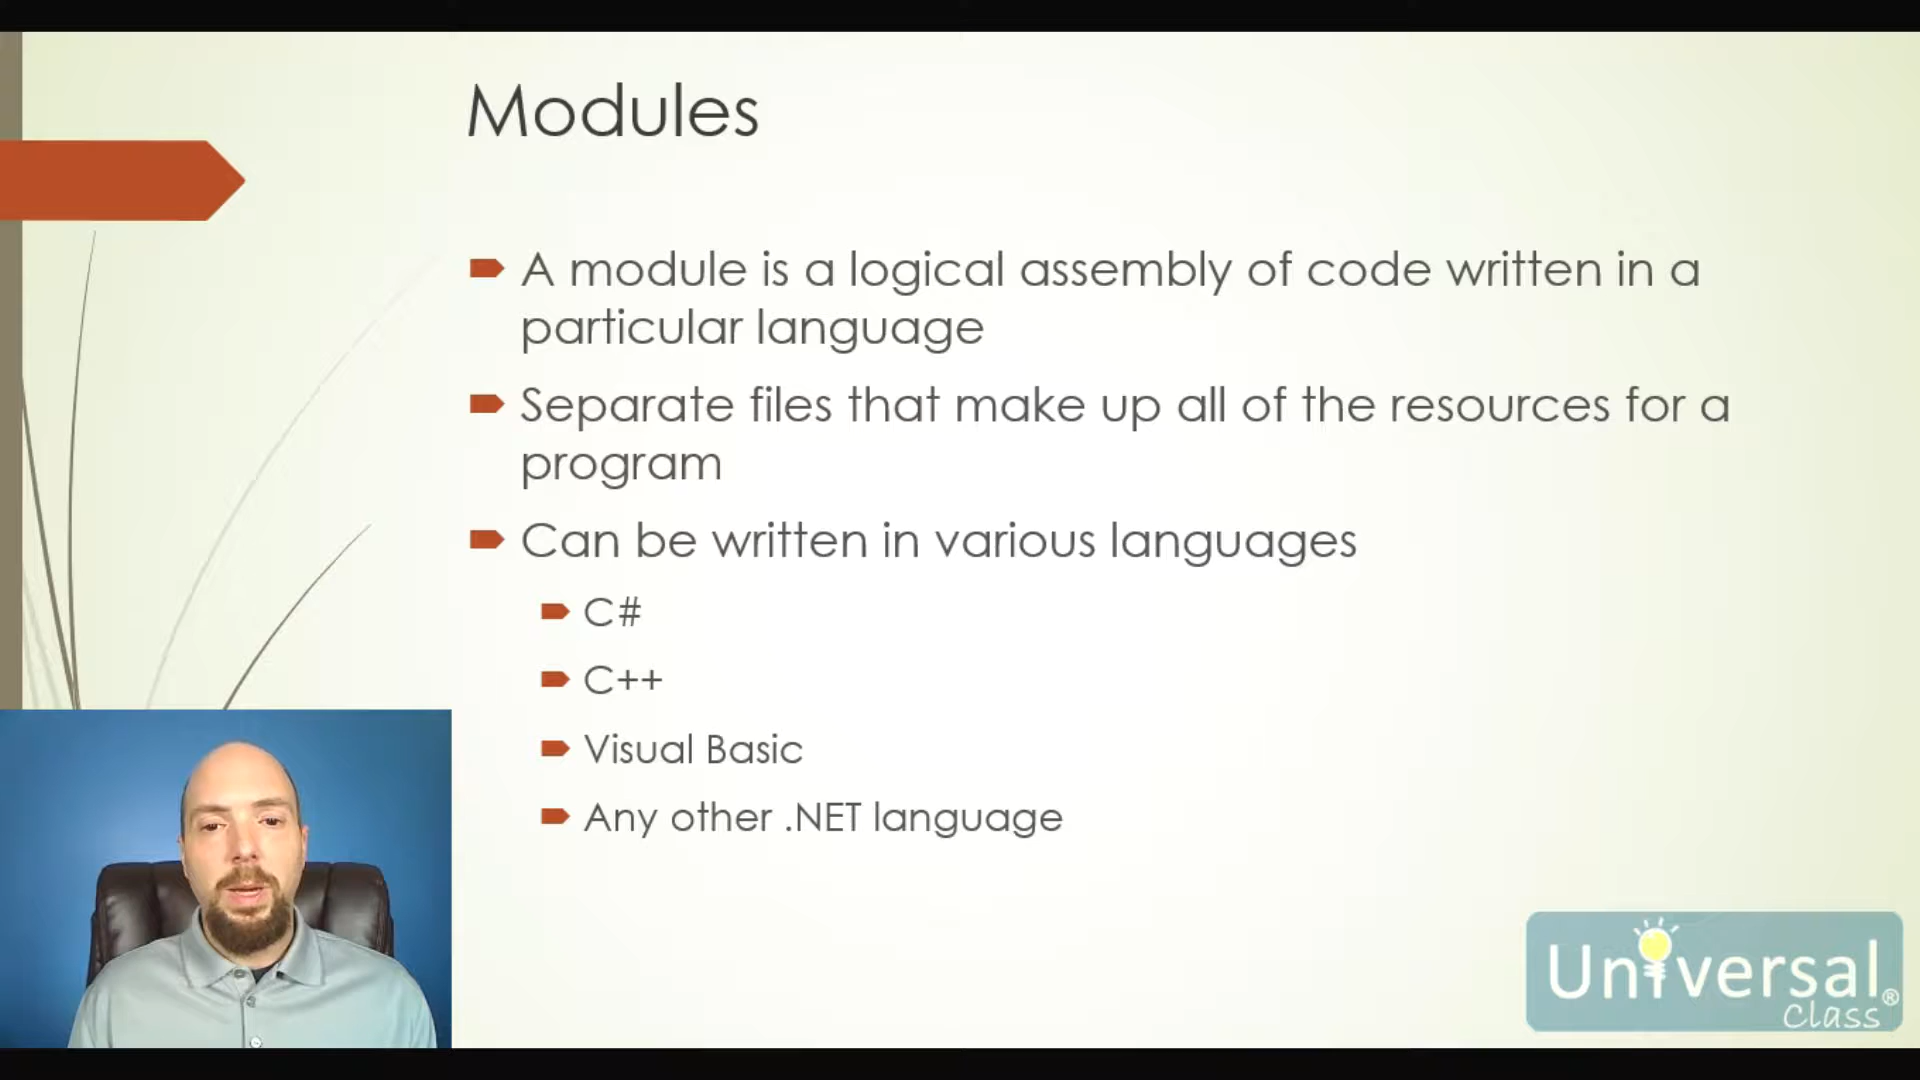 Modules
A module is a logical assembly of code written in a
particular language
Separate files that make up all of the resources for a
program
Can be written in various languages
C#
C++
Visual Basic
Any other .NET language
Universal®
Class